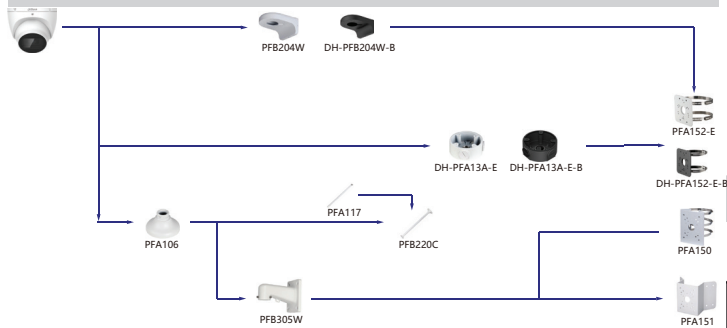 PFB204W
DH-PFB204W-B
PFA152-E
DH-PFA13A-E
DH-PFA13A-E-B
DH-PFA152-E-B
PFA117
PFA106
PFB220C
PFA150
PFB305W
PFA151